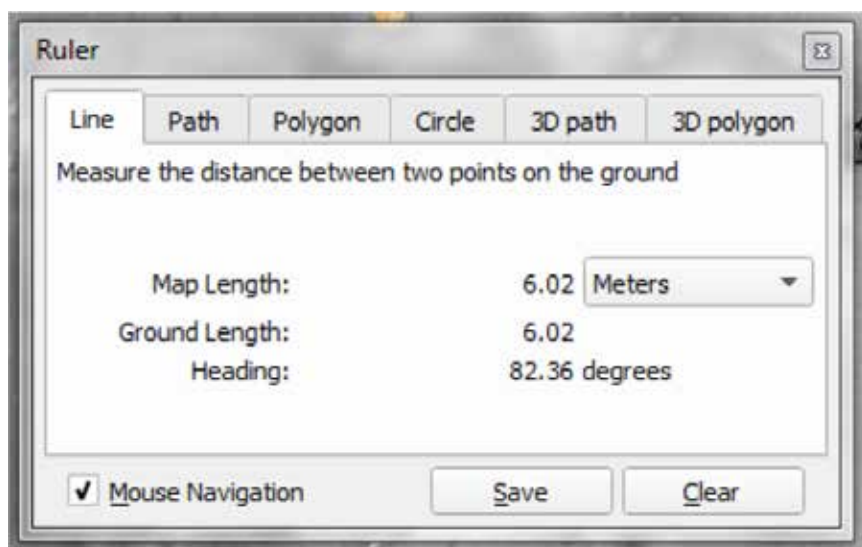 Ruler
Line Path Polygon Circle 3D path 3D polygon
Measure the distance between two points on the ground
Map Length: 6.02 Meters
Ground Length: 6.02
Heading: 82.36 degrees
Mouse Navigation Save Clear